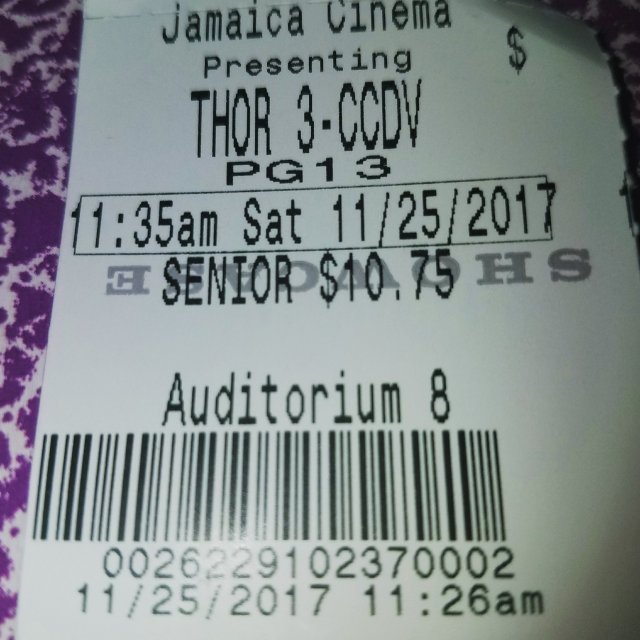 Jamaica Cinema
$
Presenting
THOR 3-CCDV
PG13
11:35am Sat 11/25/2017
SHOWCASE
SENIOR $10.75
Auditorium 8
0026229102370002
11/25/2017 11:26am